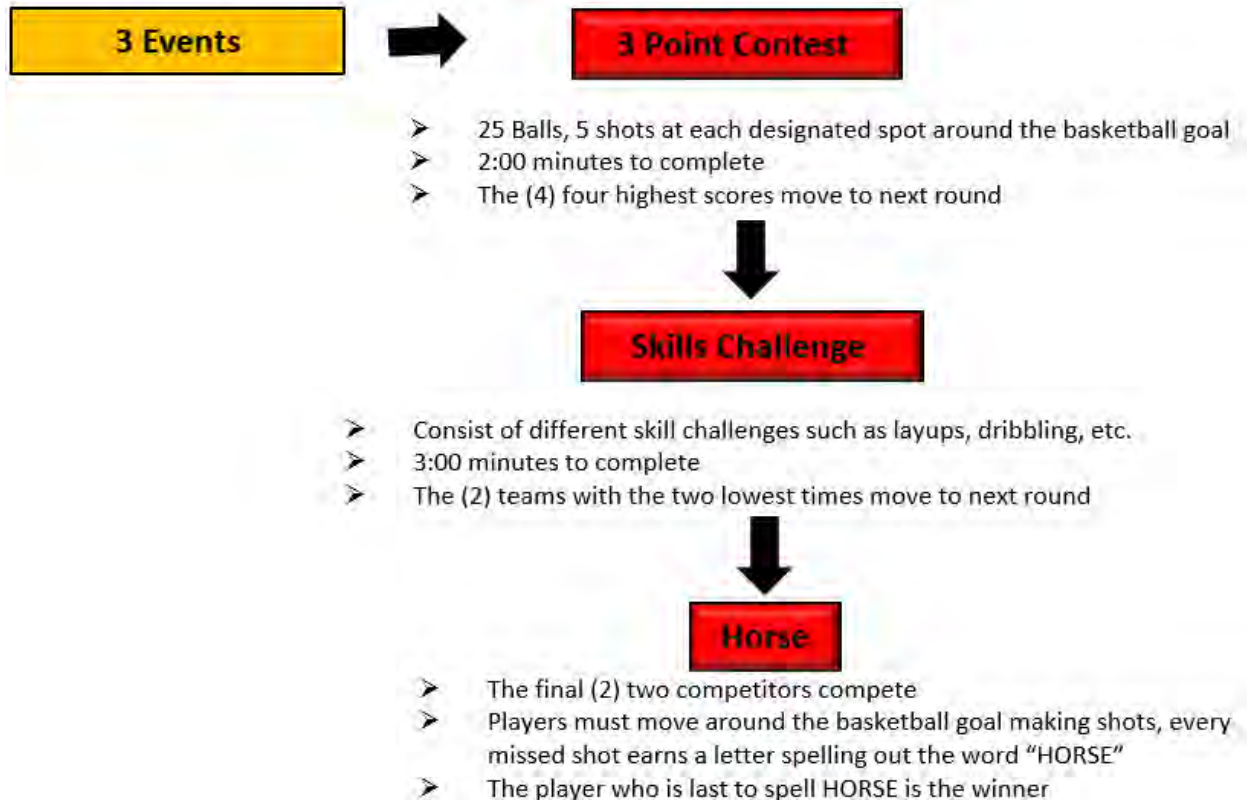 3 Events
3 Point Contest
➢ 25 Balls, 5 shots at each designated spot around the basketball goal
➢ 2:00 minutes to complete
➢ The (4) four highest scores move to next round
Skills Challenge
➢ Consist of different skill challenges such as layups, dribbling, etc.
➢ 3:00 minutes to complete
➢ The (2) teams with the two lowest times move to next round
Horse
➢ The final (2) two competitors compete
➢ Players must move around the basketball goal making shots, every
missed shot earns a letter spelling out the word “HORSE”
➢ The player who is last to spell HORSE is the winner